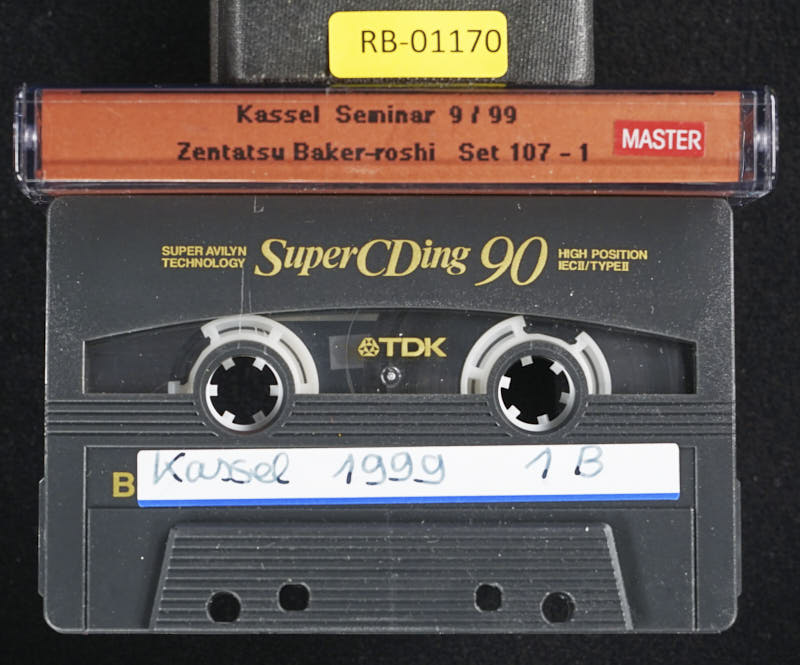 RB-01170
Kassel Seminar 9/99
Zentatsu Baker-roshi Set 107 - 1
MASTER
SUPER AVILYN
TECHNOLOGY
SuperCDing 90
HIGH POSITION
IECII/TYPEII
TDK
B
Kassel 1999 1 B